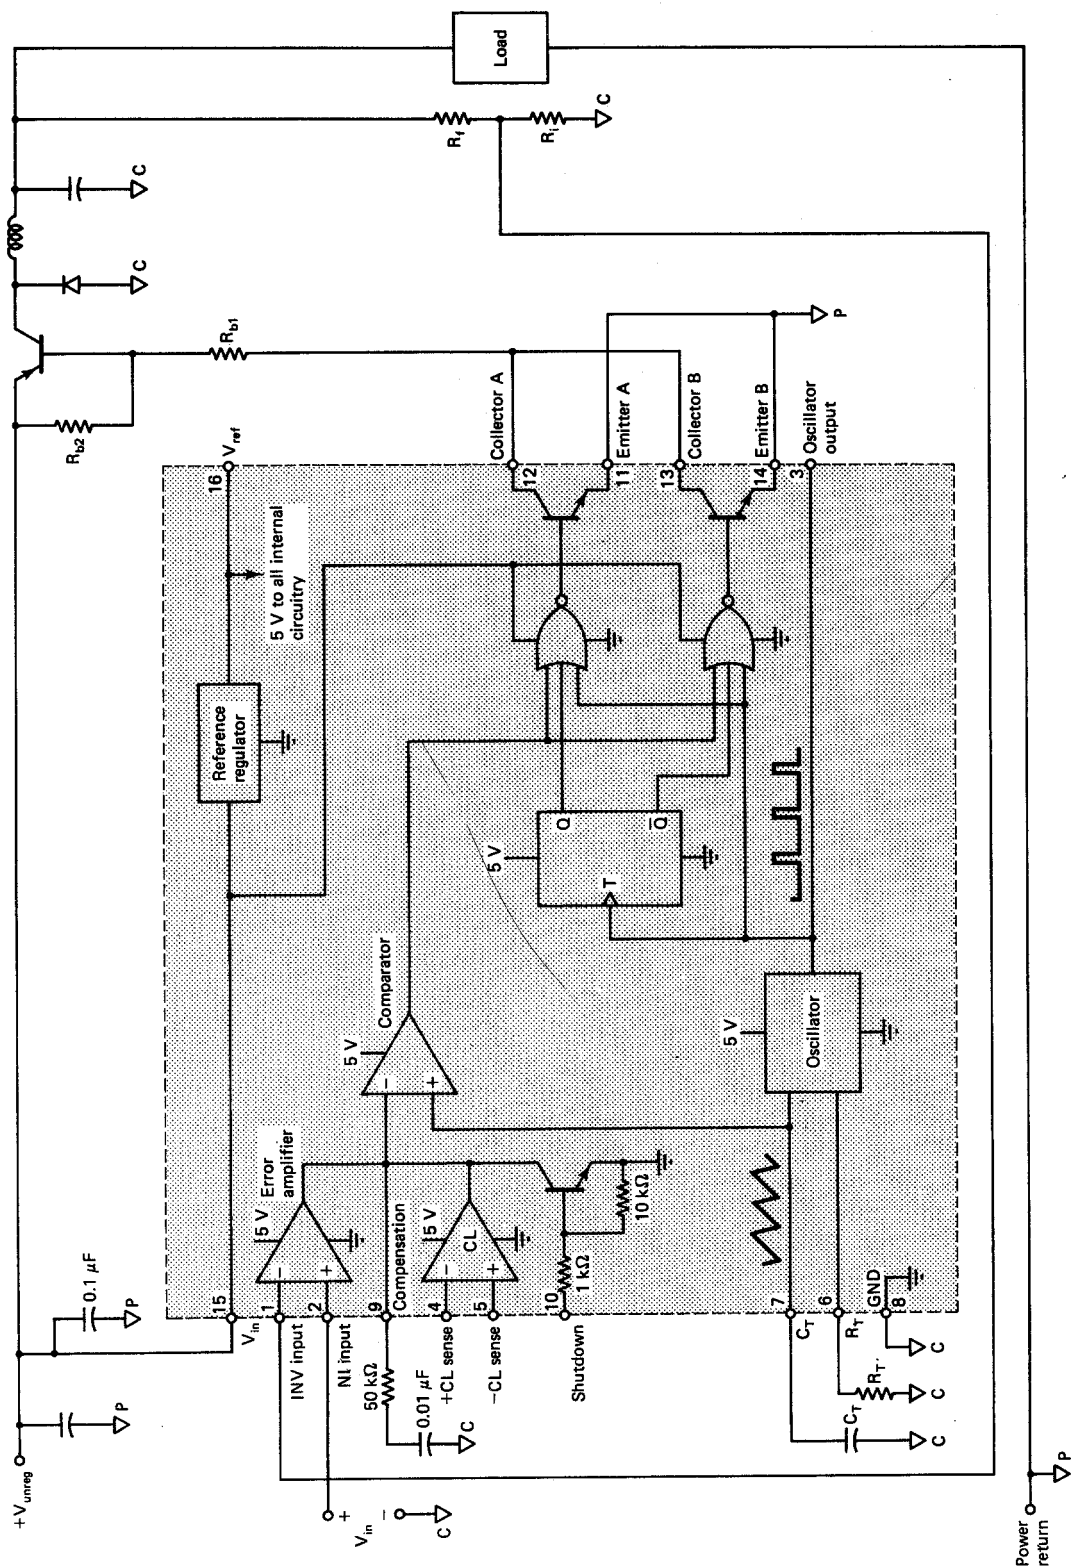 +V_unreg
0.1 µF
P
P
15
V_in
1
INV input
2
NI input
9
Compensation
50 kΩ
0.01 µF
C
4
+CL sense
5
−CL sense
10
Shutdown
1 kΩ
10 kΩ
V_in
+
−
C
7
C_T
6
R_T
8
GND
C_T
R_T
C
C
C
Power return
P
5 V
Error amplifier
−
+
5 V
CL
5 V
Comparator
−
+
5 V
Oscillator
5 V
T
Q
Q̅
Reference regulator
5 V to all internal circuitry
16
V_ref
12
Collector A
11
Emitter A
13
Collector B
14
Emitter B
3
Oscillator output
P
R_b2
R_b1
C
C
R_f
R_i
C
Load